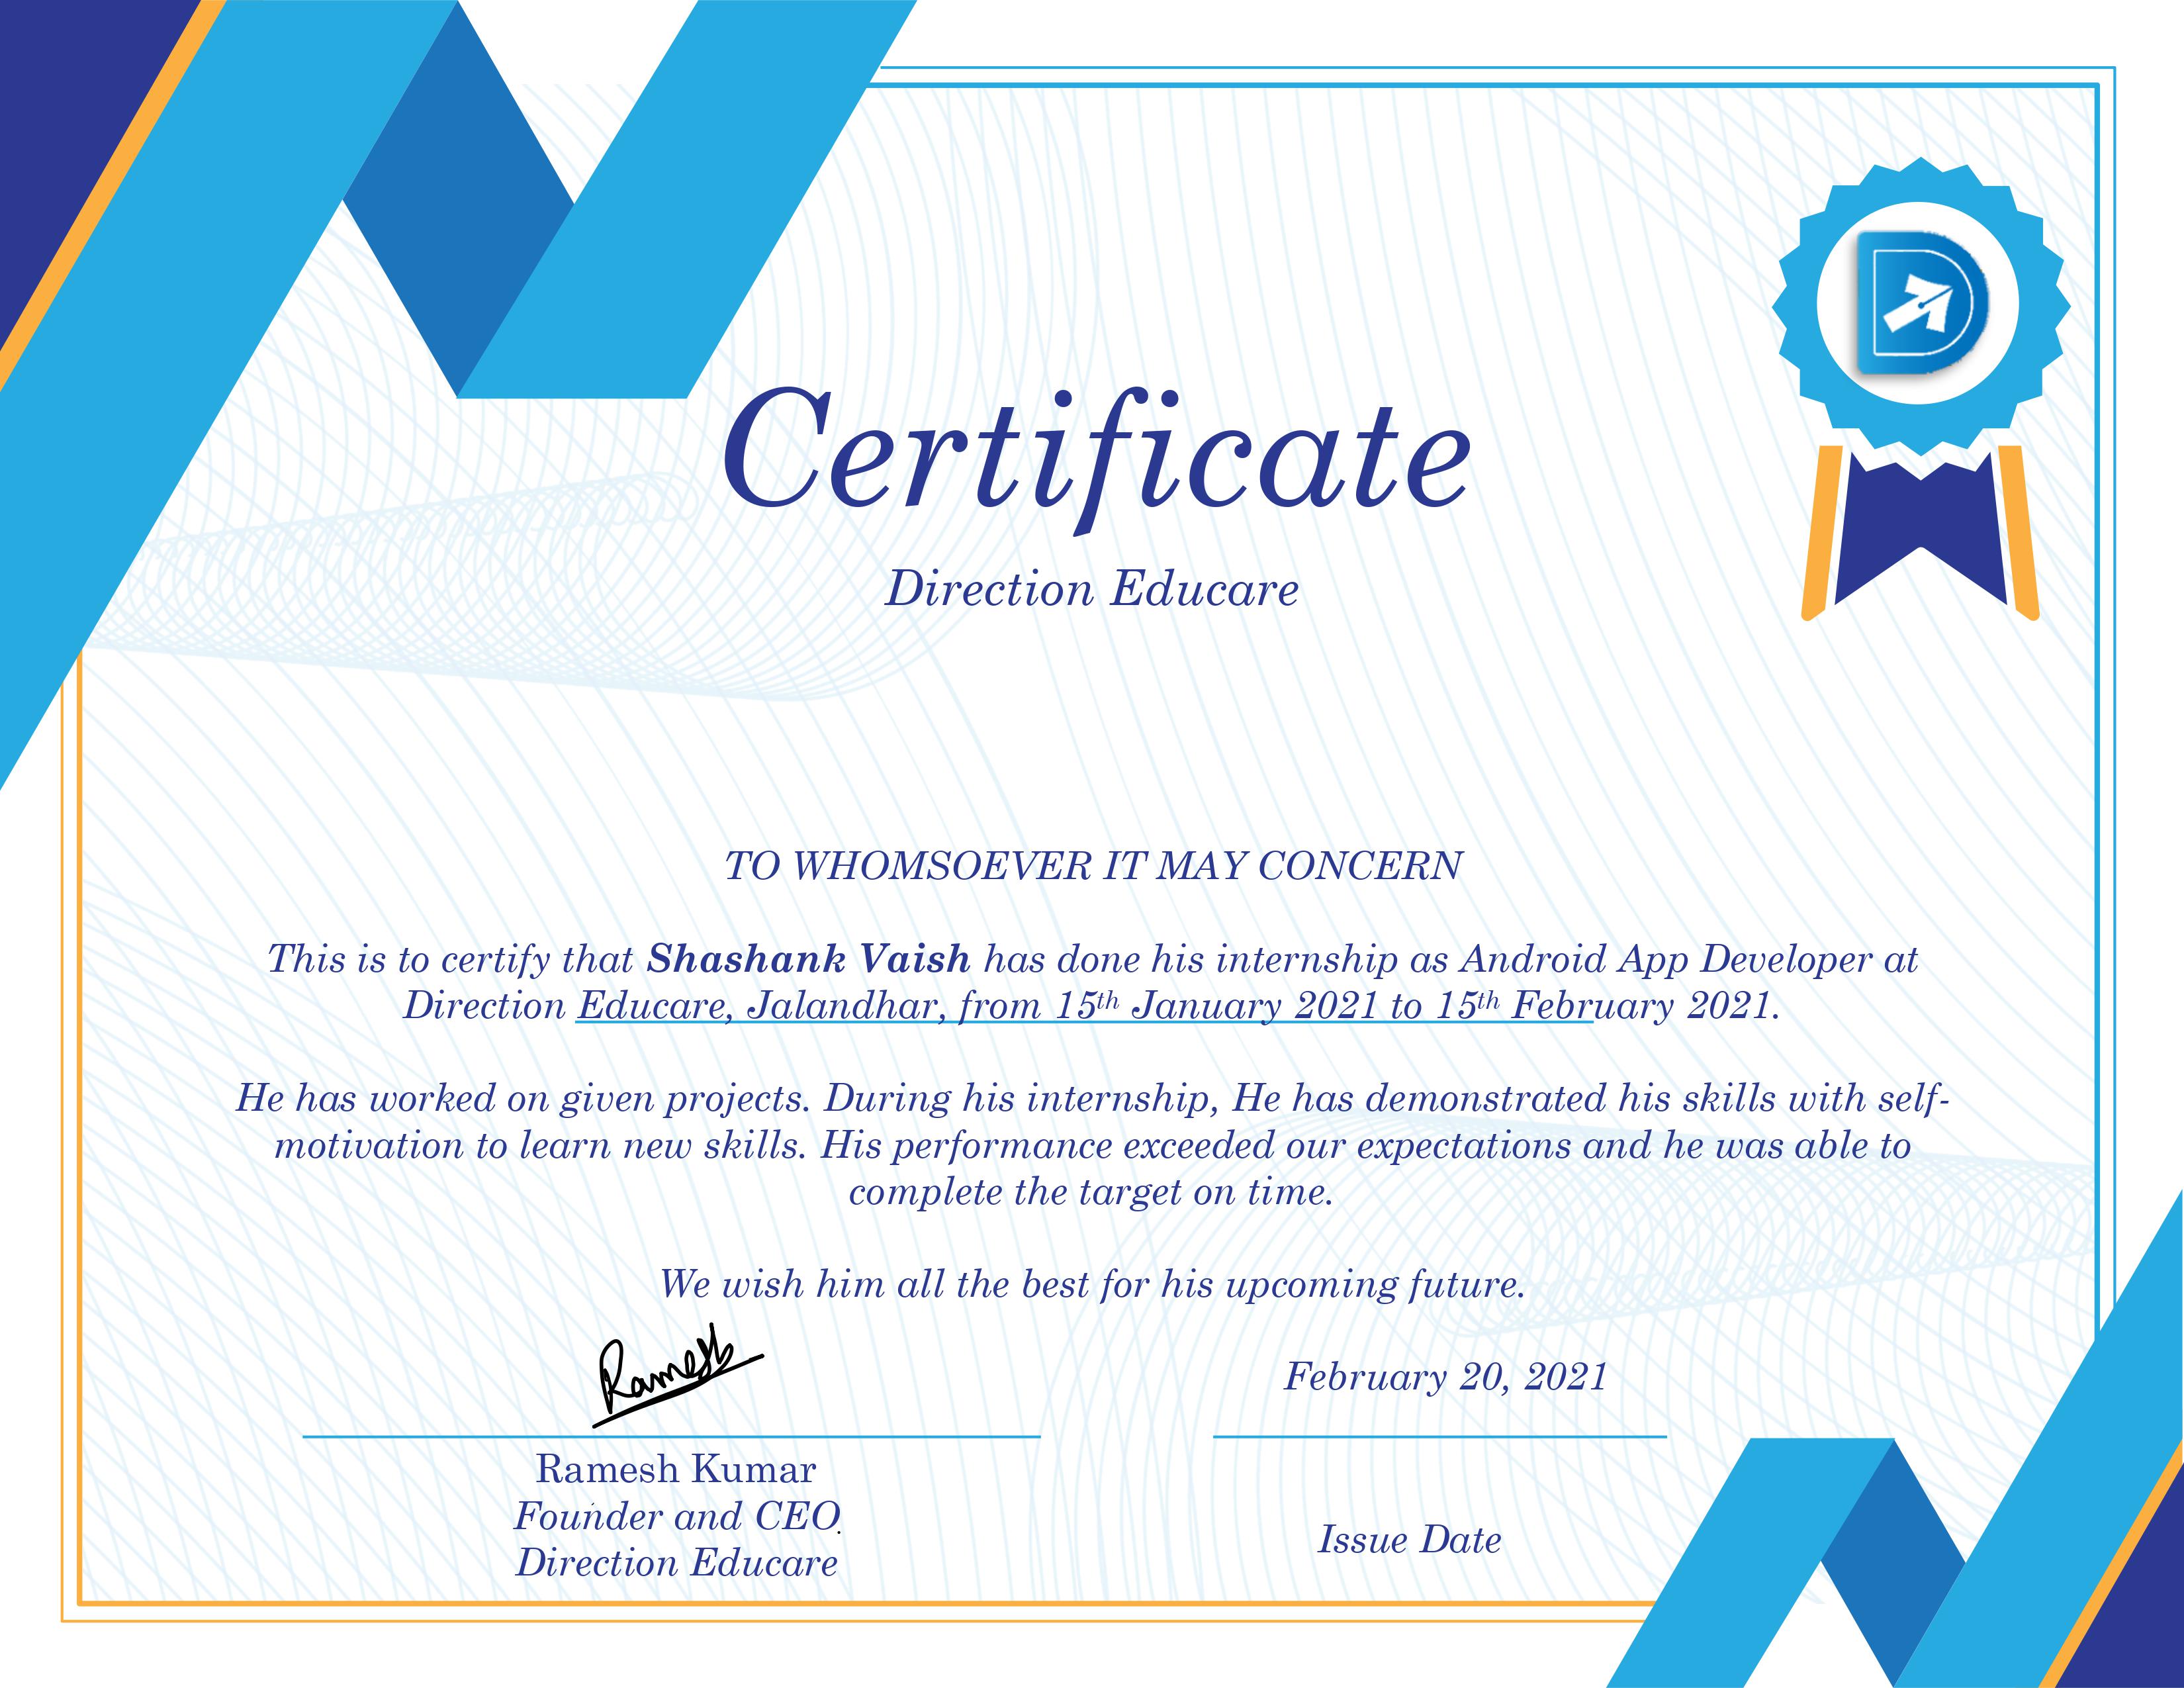 Certificate
Direction Educare
TO WHOMSOEVER IT MAY CONCERN
This is to certify that Shashank Vaish has done his internship as Android App Developer at
Direction Educare, Jalandhar, from 15th January 2021 to 15th February 2021.
He has worked on given projects. During his internship, He has demonstrated his skills with self-
motivation to learn new skills. His performance exceeded our expectations and he was able to
complete the target on time.
We wish him all the best for his upcoming future.
Ramesh
February 20, 2021
Ramesh Kumar
Founder and CEO
Direction Educare
Issue Date